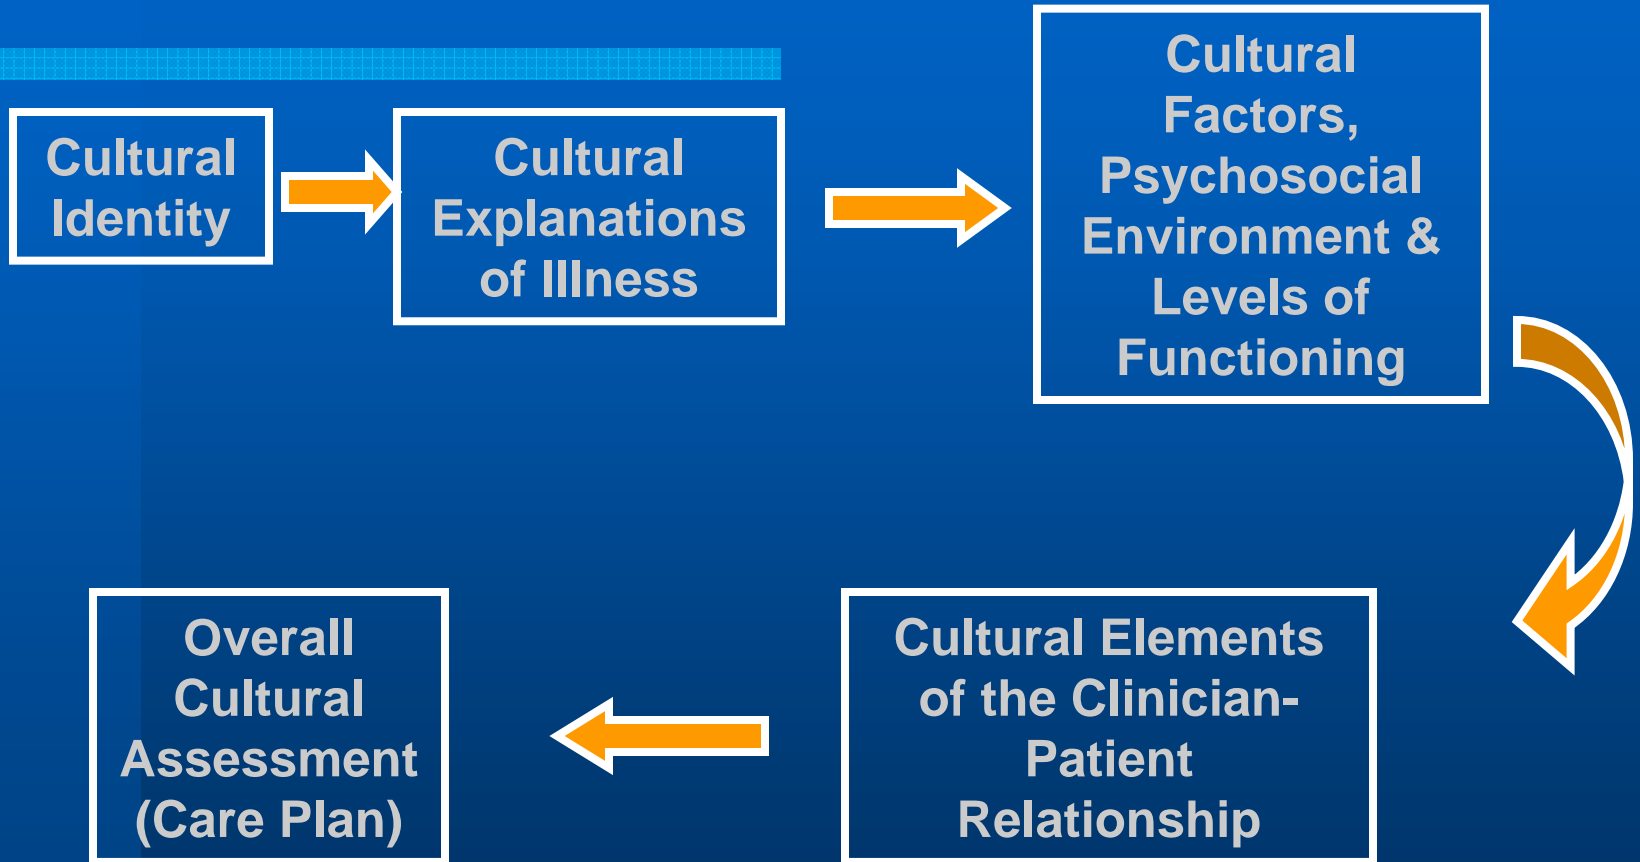 Cultural
Identity
Cultural
Explanations
of Illness
Cultural
Factors,
Psychosocial
Environment &
Levels of
Functioning
Cultural Elements
of the Clinician-
Patient
Relationship
Overall
Cultural
Assessment
(Care Plan)